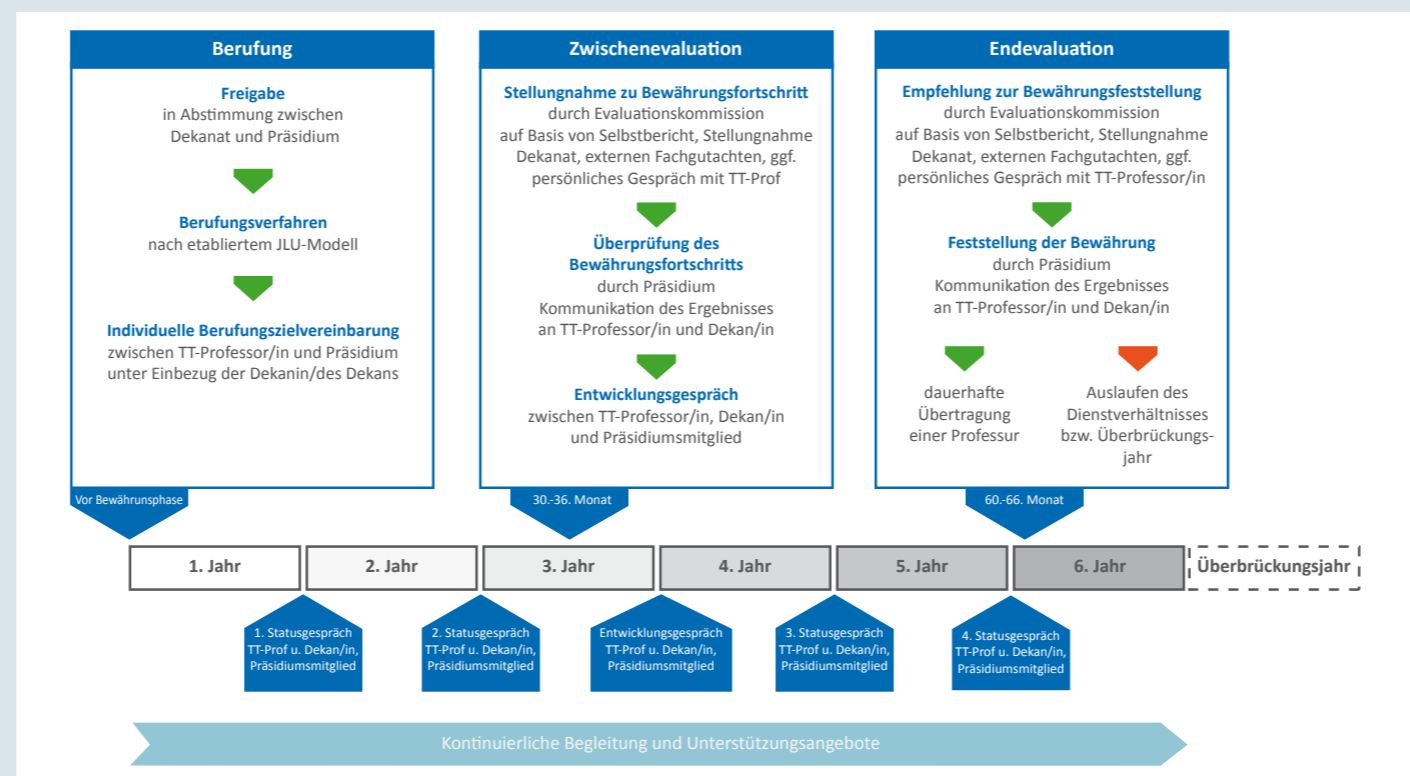 Berufung
Freigabe
in Abstimmung zwischen
Dekanat und Präsidium
Berufungsverfahren
nach etabliertem JLU-Modell
Individuelle Berufungszielvereinbarung
zwischen TT-Professor/in und Präsidium
unter Einbezug der Dekanin/des Dekans
Vor Bewährunsphase
Zwischenevaluation
Stellungnahme zu Bewährungsfortschritt
durch Evaluationskommission
auf Basis von Selbstbericht, Stellungnahme
Dekanat, externen Fachgutachten, ggf.
persönliches Gespräch mit TT-Prof
Überprüfung des
Bewährungsfortschritts
durch Präsidium
Kommunikation des Ergebnisses
an TT-Professor/in und Dekan/in
Entwicklungsgespräch
zwischen TT-Professor/in, Dekan/in
und Präsidiumsmitglied
30.-36. Monat
Endevaluation
Empfehlung zur Bewährungsfeststellung
durch Evaluationskommission
auf Basis von Selbstbericht, Stellungnahme
Dekanat, externen Fachgutachten, ggf.
persönliches Gespräch mit TT-Professor/in
Feststellung der Bewährung
durch Präsidium
Kommunikation des Ergebnisses
an TT-Professor/in und Dekan/in
dauerhafte
Übertragung
einer Professur
Auslaufen des
Dienstverhältnisses
bzw. Überbrückungs-
jahr
60.-66. Monat
1. Jahr
2. Jahr
3. Jahr
4. Jahr
5. Jahr
6. Jahr
Überbrückungsjahr
1. Statusgespräch
TT-Prof u. Dekan/in,
Präsidiumsmitglied
2. Statusgespräch
TT-Prof u. Dekan/in,
Präsidiumsmitglied
Entwicklungsgespräch
TT-Prof u. Dekan/in,
Präsidiumsmitglied
3. Statusgespräch
TT-Prof u. Dekan/in,
Präsidiumsmitglied
4. Statusgespräch
TT-Prof u. Dekan/in,
Präsidiumsmitglied
Kontinuierliche Begleitung und Unterstützungsangebote